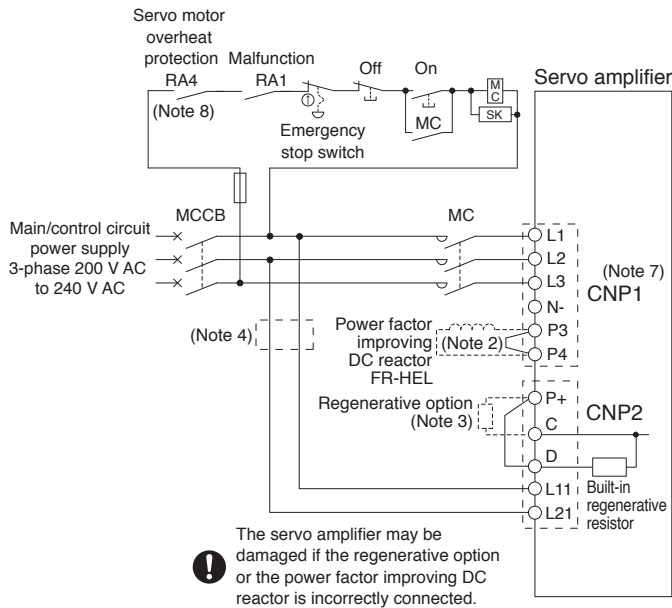 Servo motor
overheat
protection
RA4
(Note 8)
Malfunction
RA1
Emergency
stop switch
Off
On
MC
M
C
SK
Servo amplifier
Main/control circuit
power supply
3-phase 200 V AC
to 240 V AC
MCCB
MC
L1
L2
L3
N-
P3
P4
(Note 7)
CNP1
(Note 4)
Power factor
improving
DC reactor
FR-HEL
(Note 2)
Regenerative option
(Note 3)
P+
C
D
L11
L21
CNP2
Built-in
regenerative
resistor
The servo amplifier may be
damaged if the regenerative option
or the power factor improving DC
reactor is incorrectly connected.